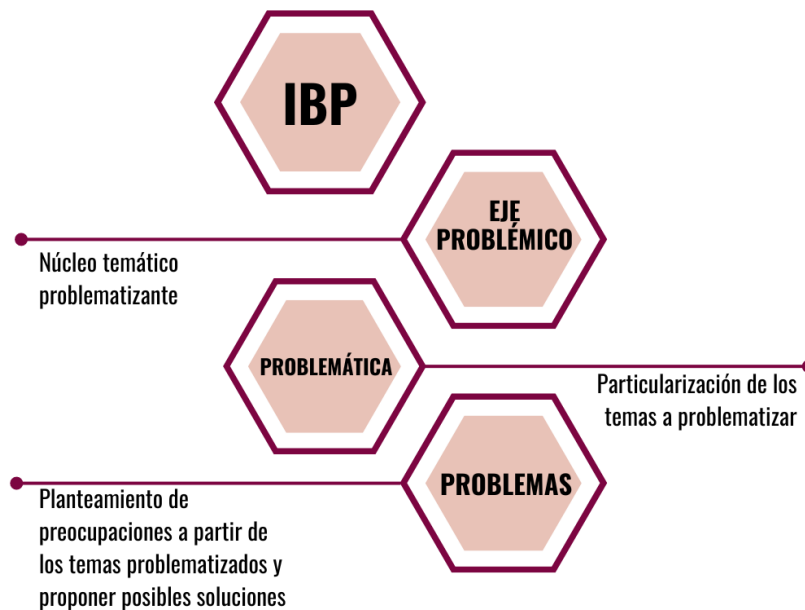 IBP
EJE
PROBLÉMICO
Núcleo temático
problematizante
PROBLEMÁTICA
Particularización de los
temas a problematizar
PROBLEMAS
Planteamiento de
preocupaciones a partir de
los temas problematizados y
proponer posibles soluciones